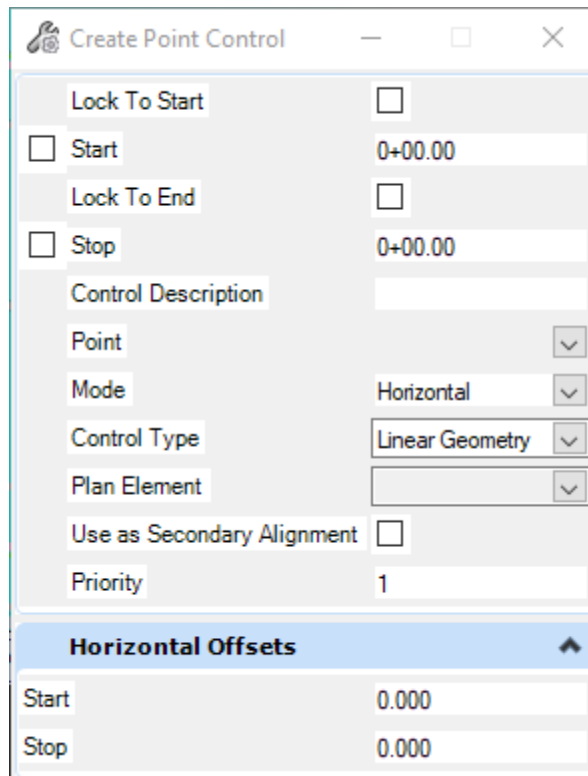 Create Point Control
Lock To Start
Start 0+00.00
Lock To End
Stop 0+00.00
Control Description
Point
Mode Horizontal
Control Type Linear Geometry
Plan Element
Use as Secondary Alignment
Priority 1
Horizontal Offsets
Start 0.000
Stop 0.000